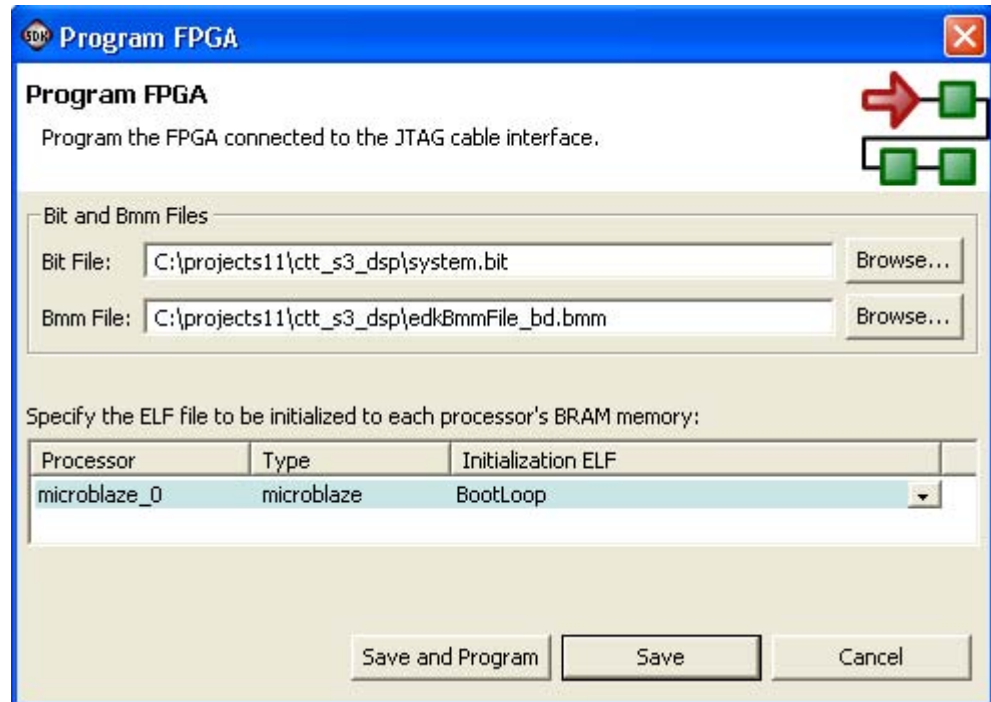 SDK Program FPGA
Program FPGA
Program the FPGA connected to the JTAG cable interface.
Bit and Bmm Files
Bit File: C:\projects11\ctt_s3_dsp\system.bit Browse...
Bmm File: C:\projects11\ctt_s3_dsp\edkBmmFile_bd.bmm Browse...
Specify the ELF file to be initialized to each processor's BRAM memory:
Processor Type Initialization ELF
microblaze_0 microblaze BootLoop
Save and Program Save Cancel